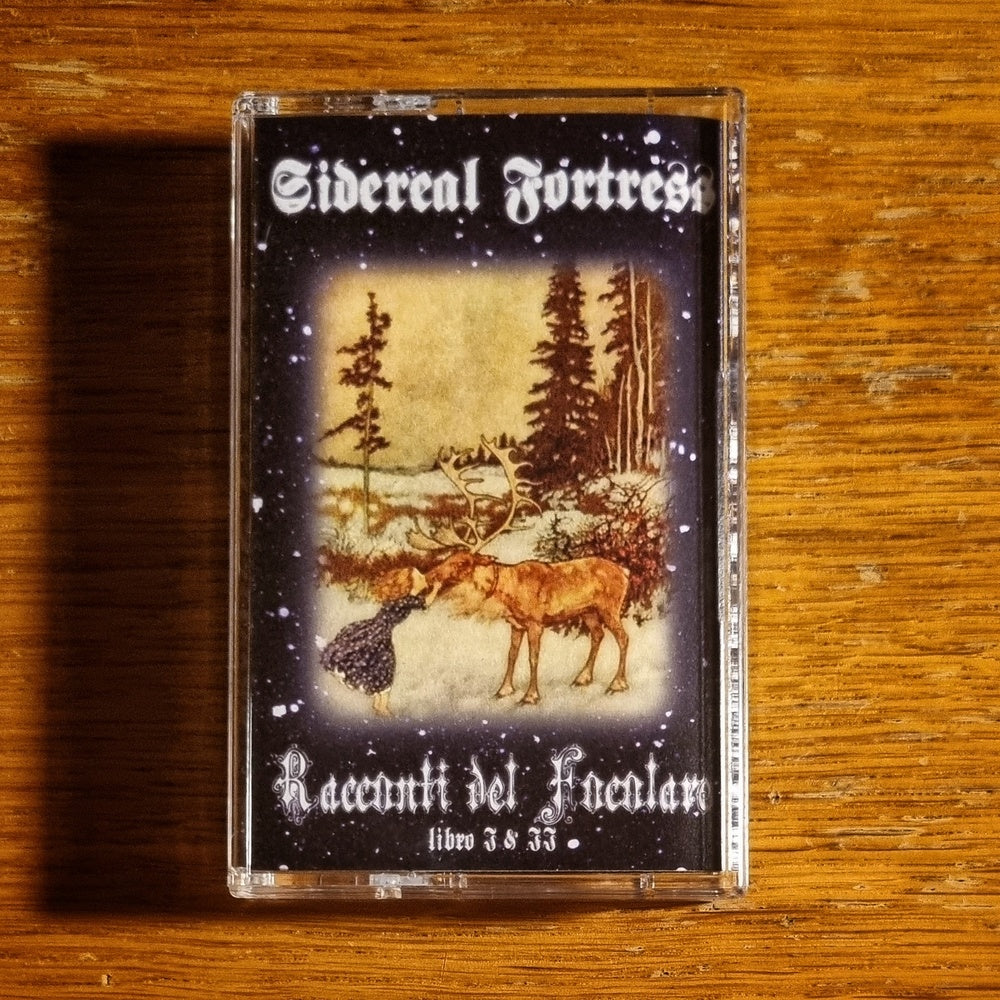 Sidereal Fortress
Racconti del Focolare
libro I & II